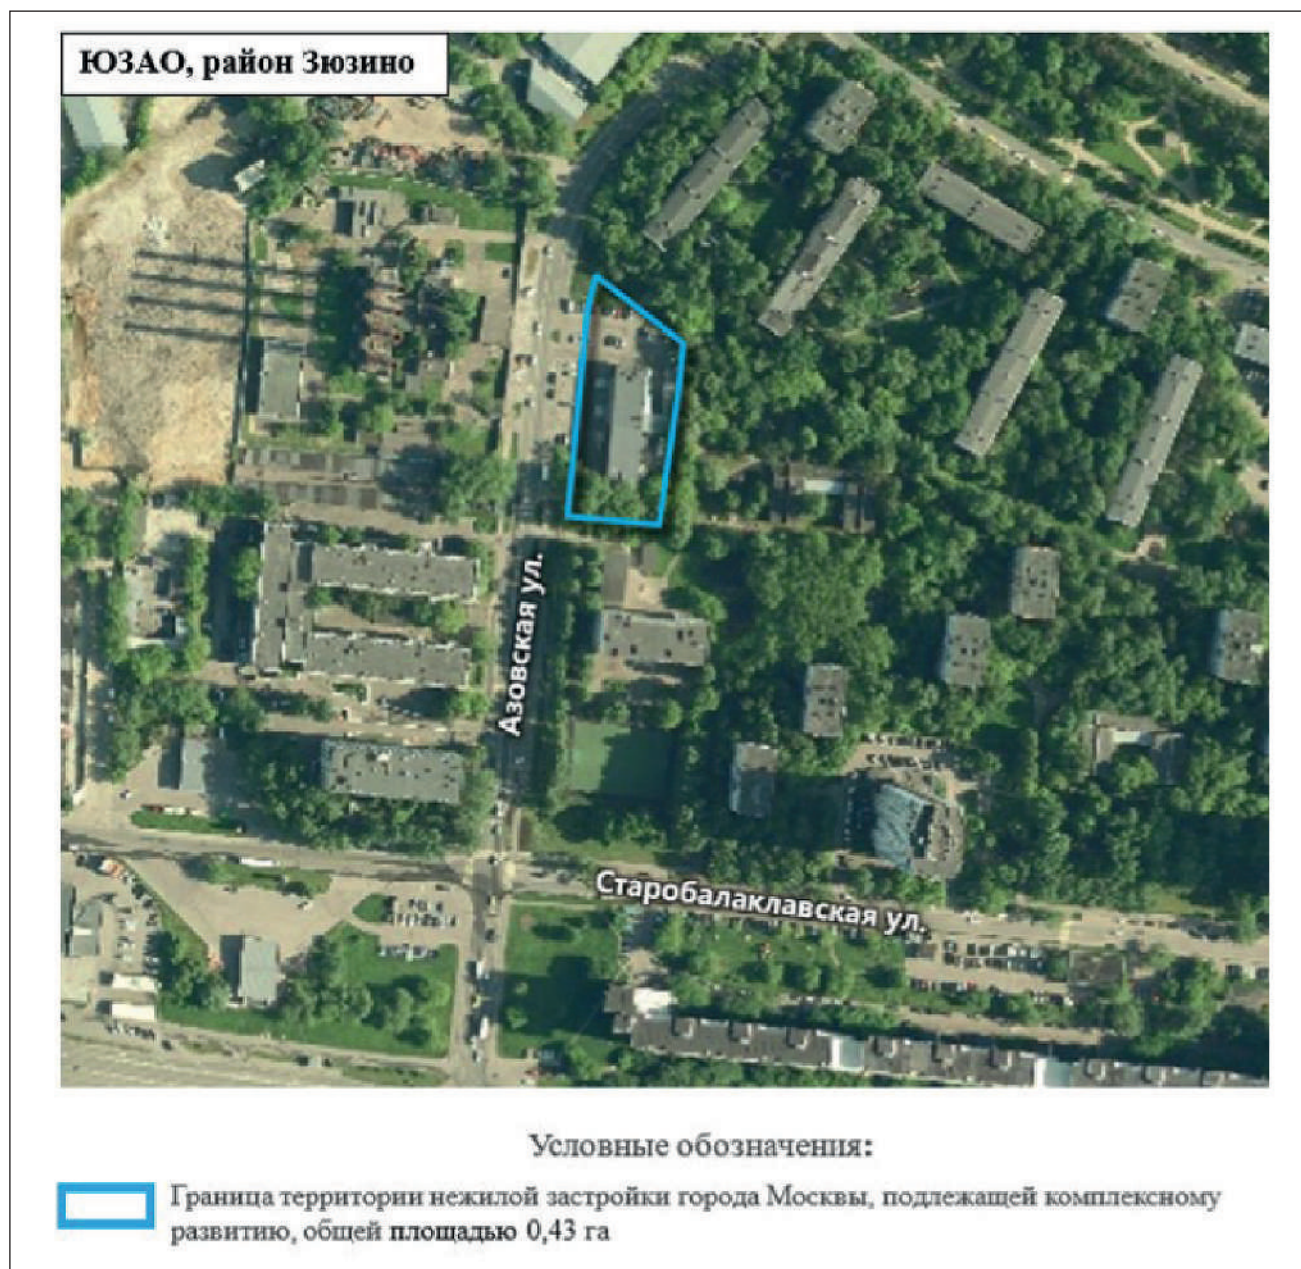 ЮЗАО, район Зюзино
Азовская ул.
Старобалаклавская ул.
Условные обозначения:
Граница территории нежилой застройки города Москвы, подлежащей комплексному
развитию, общей площадью 0,43 га